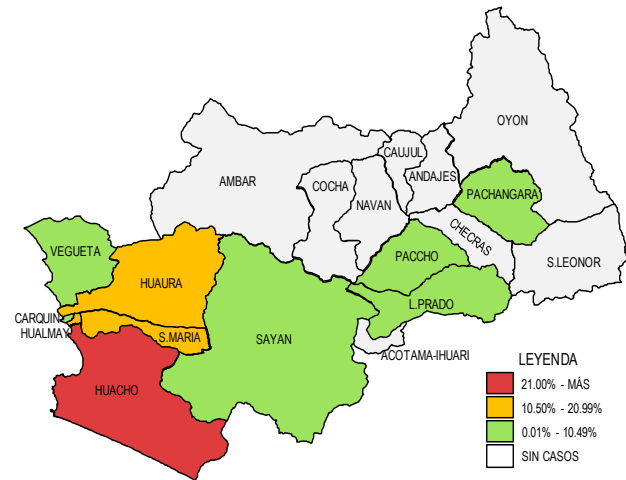 OYON
CAUJUL
ANDAJES
AMBAR
COCHA
NAVAN
PACHANGARA
CHECRAS
VEGUETA
PACCHO
S.LEONOR
HUAURA
L.PRADO
CARQUIN
HUALMAY
S.MARIA
SAYAN
ACOTAMA-IHUARI
HUACHO
LEYENDA
21.00% - MÁS
10.50% - 20.99%
0.01% - 10.49%
SIN CASOS